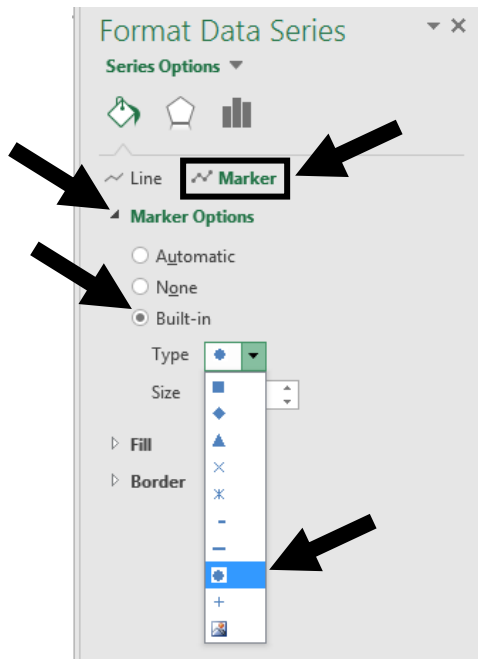 Format Data Series
Series Options
Line Marker
Marker Options
Automatic
None
Built-in
Type
Size
Fill
Border